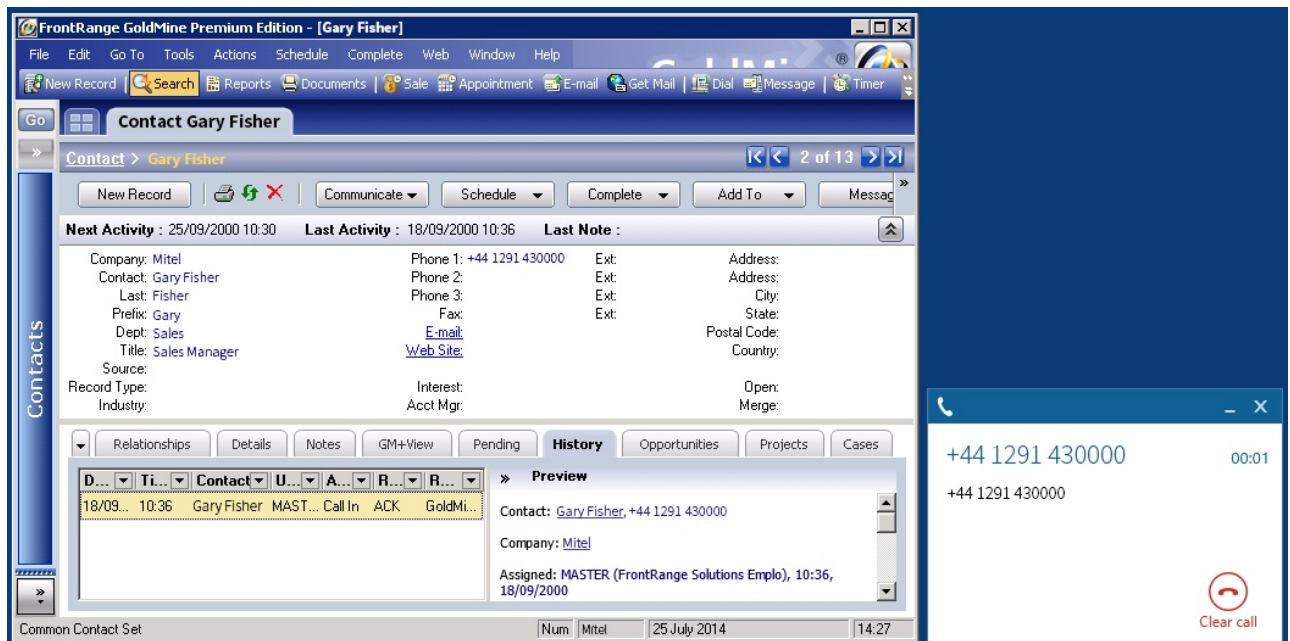 FrontRange GoldMine Premium Edition - [Gary Fisher]
File Edit Go To Tools Actions Schedule Complete Web Window Help
New Record Search Reports Documents Sale Appointment E-mail Get Mail Dial Message Timer
Go Contact Gary Fisher
Contact > Gary Fisher 2 of 13
New Record Communicate Schedule Complete Add To Messag
Next Activity : 25/09/2000 10:30 Last Activity : 18/09/2000 10:36 Last Note :
Company: Mitel Phone 1: +44 1291 430000 Ext: Address:
Contact: Gary Fisher Phone 2: Ext: Address:
Last: Fisher Phone 3: Ext: City:
Prefix: Gary Fax: Ext: State:
Dept: Sales E-mail: Postal Code:
Title: Sales Manager Web Site: Country:
Source:
Record Type: Interest: Open:
Industry: Acct Mgr: Merge:
Contacts
Relationships Details Notes GM+View Pending History Opportunities Projects Cases
D... Ti... Contact U... A... R... R...
18/09... 10:36 Gary Fisher MAST... Call In ACK GoldMi...
» Preview
Contact: Gary Fisher, +44 1291 430000
Company: Mitel
Assigned: MASTER (FrontRange Solutions Emplo), 10:36,
18/09/2000
Common Contact Set Num Mitel 25 July 2014 14:27
+44 1291 430000 00:01
+44 1291 430000
Clear call